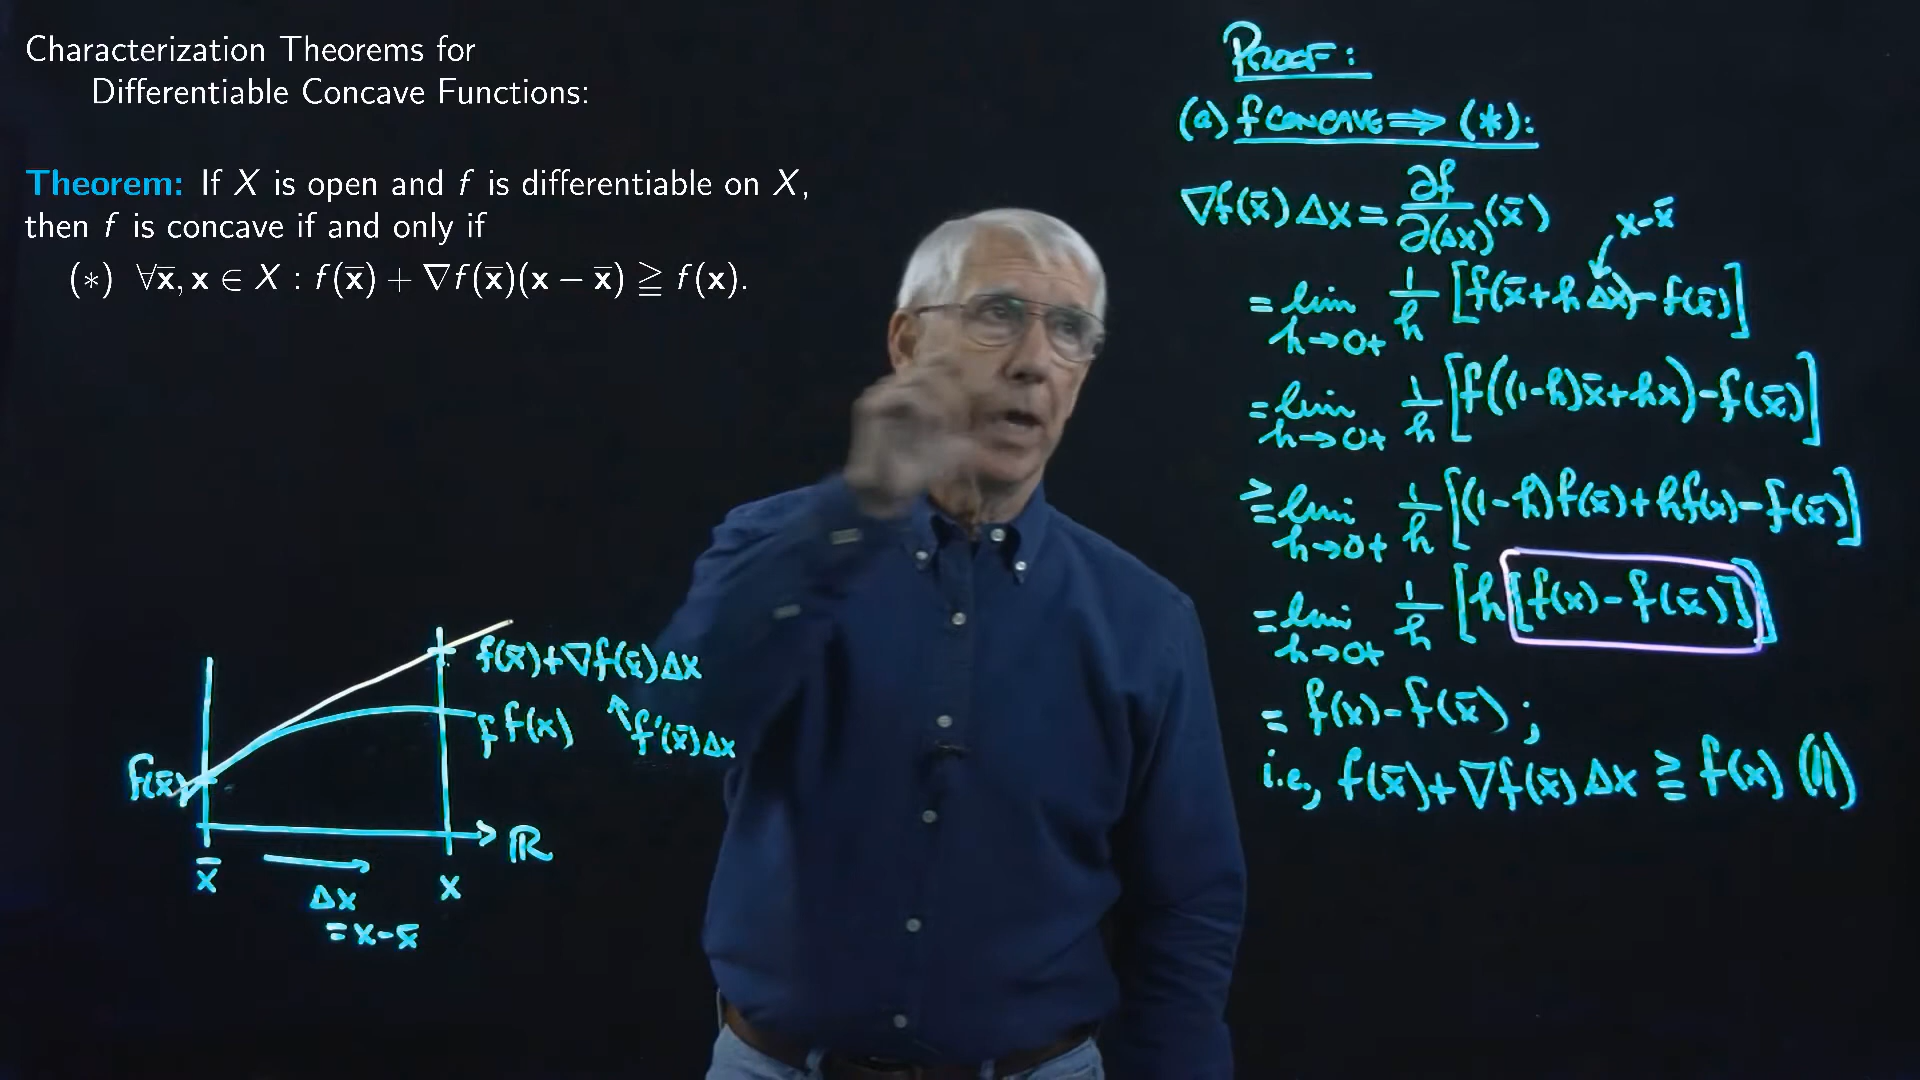 Characterization Theorems for
Differentiable Concave Functions:
Theorem: If X is open and f is differentiable on X,
then f is concave if and only if
(∗) ∀x̄, x ∈ X : f(x̄) + ∇f(x̄)(x − x̄) ≧ f(x).
f(x̄)+∇f(x̄)Δx
f f(x)
f'(x̄)Δx
f(x̄)
ℝ
x̄
x
Δx
=x-x̄
PROOF:
(a) f CONCAVE ⟹ (*):
∇f(x̄)Δx = ∂f/∂(Δx) (x̄)
x-x̄
= lim h→0+ 1/h [f(x̄+hΔx)-f(x̄)]
= lim h→0+ 1/h [f((1-h)x̄+hx)-f(x̄)]
≧ lim h→0+ 1/h [(1-h)f(x̄)+hf(x)-f(x̄)]
= lim h→0+ 1/h [h[f(x)-f(x̄)]]
= f(x)-f(x̄);
i.e., f(x̄)+∇f(x̄)Δx ≧ f(x) (||)